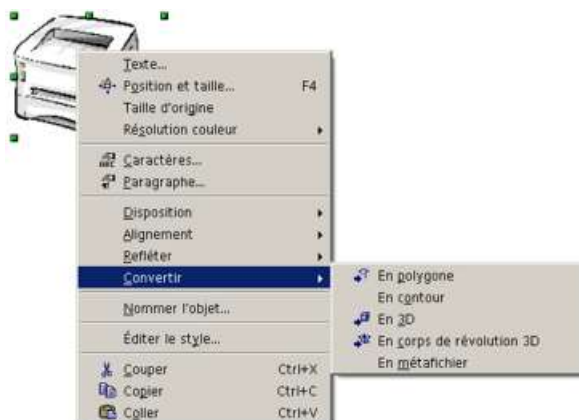 Texte...
Position et taille... F4
Taille d'origine
Résolution couleur
Caractères...
Paragraphe...
Disposition
Alignement
Refléter
Convertir
En polygone
En contour
En 3D
En corps de révolution 3D
En métafichier
Nommer l'objet...
Éditer le style...
Couper Ctrl+X
Copier Ctrl+C
Coller Ctrl+V